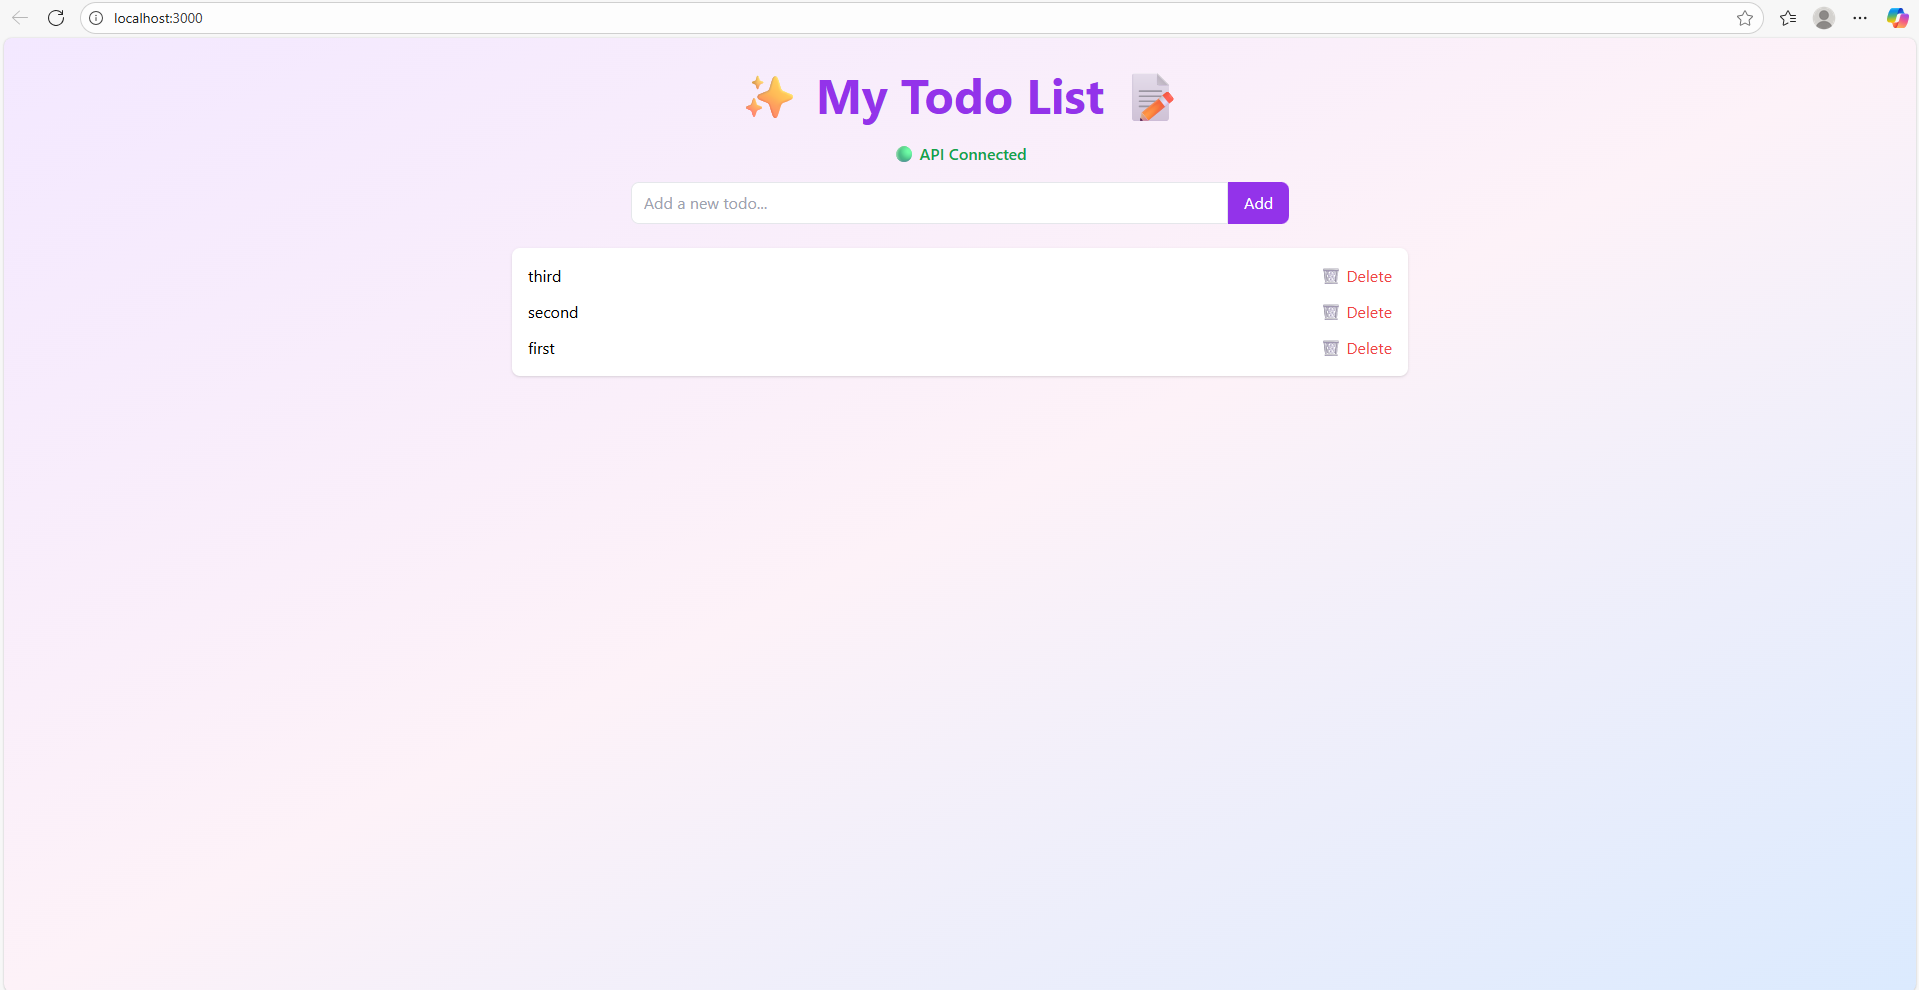 localhost:3000
My Todo List
API Connected
Add a new todo... Add
third Delete
second Delete
first Delete